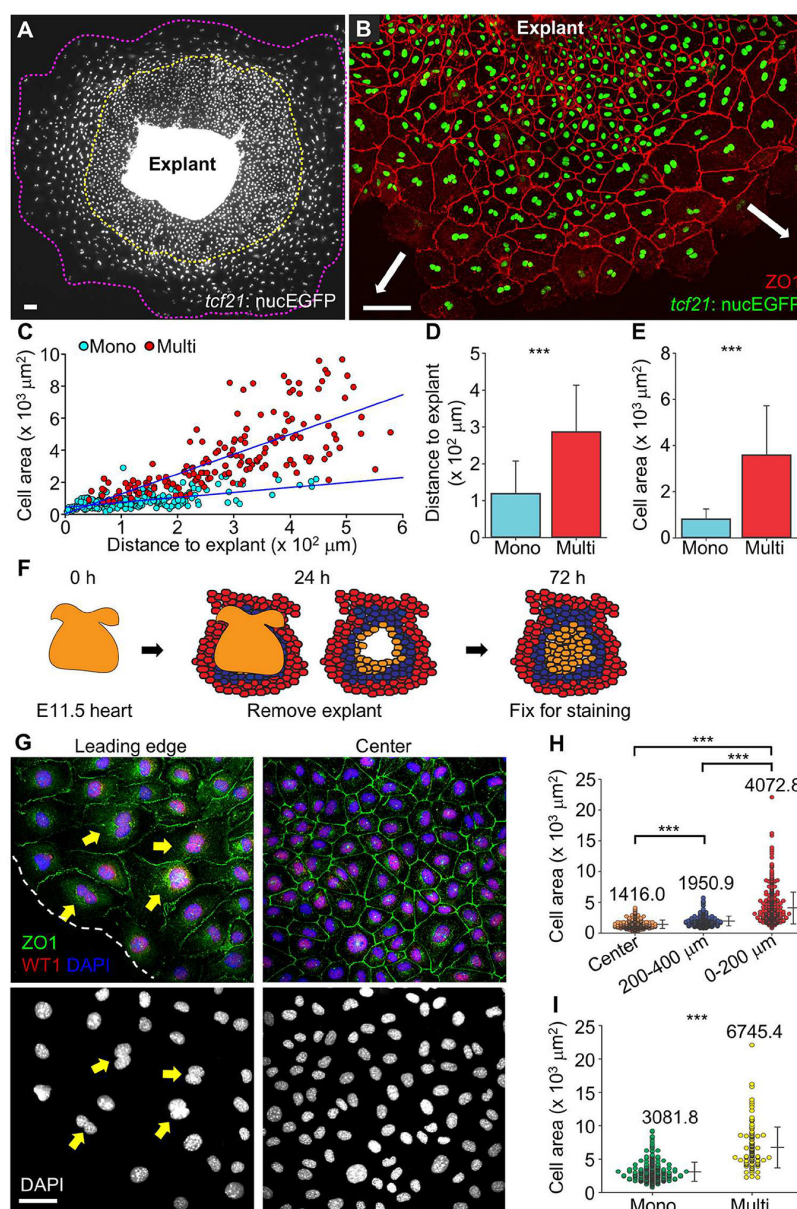 A
Explant
tcf21: nucEGFP
B
Explant
ZO1
tcf21: nucEGFP
C
Mono Multi
Cell area (x 10³ µm²)
10
8
6
4
2
0
0 1 2 3 4 5 6
Distance to explant (x 10² µm)
D
***
Distance to explant
(x 10² µm)
5
4
3
2
1
0
Mono Multi
E
***
Cell area (x 10³ µm²)
6
4
2
0
Mono Multi
F
0 h 24 h 72 h
E11.5 heart Remove explant Fix for staining
G
Leading edge Center
ZO1
WT1 DAPI
DAPI
H
***
***
***
4072.8
1416.0 1950.9
Cell area (x 10³ µm²)
25
20
15
10
5
0
Center 200-400 µm 0-200 µm
I
***
6745.4
3081.8
Cell area (x 10³ µm²)
25
20
15
10
5
0
Mono Multi